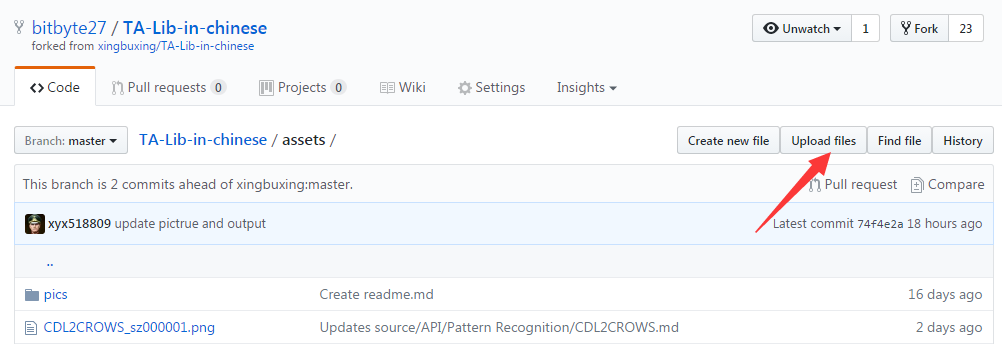 bitbyte27 / TA-Lib-in-chinese
forked from xingbuxing/TA-Lib-in-chinese
Unwatch 1 Fork 23
Code Pull requests 0 Projects 0 Wiki Settings Insights
Branch: master TA-Lib-in-chinese / assets / Create new file Upload files Find file History
This branch is 2 commits ahead of xingbuxing:master. Pull request Compare
xyx518809 update pictrue and output Latest commit 74f4e2a 18 hours ago
..
pics Create readme.md 16 days ago
CDL2CROWS_sz000001.png Updates source/API/Pattern Recognition/CDL2CROWS.md 2 days ago